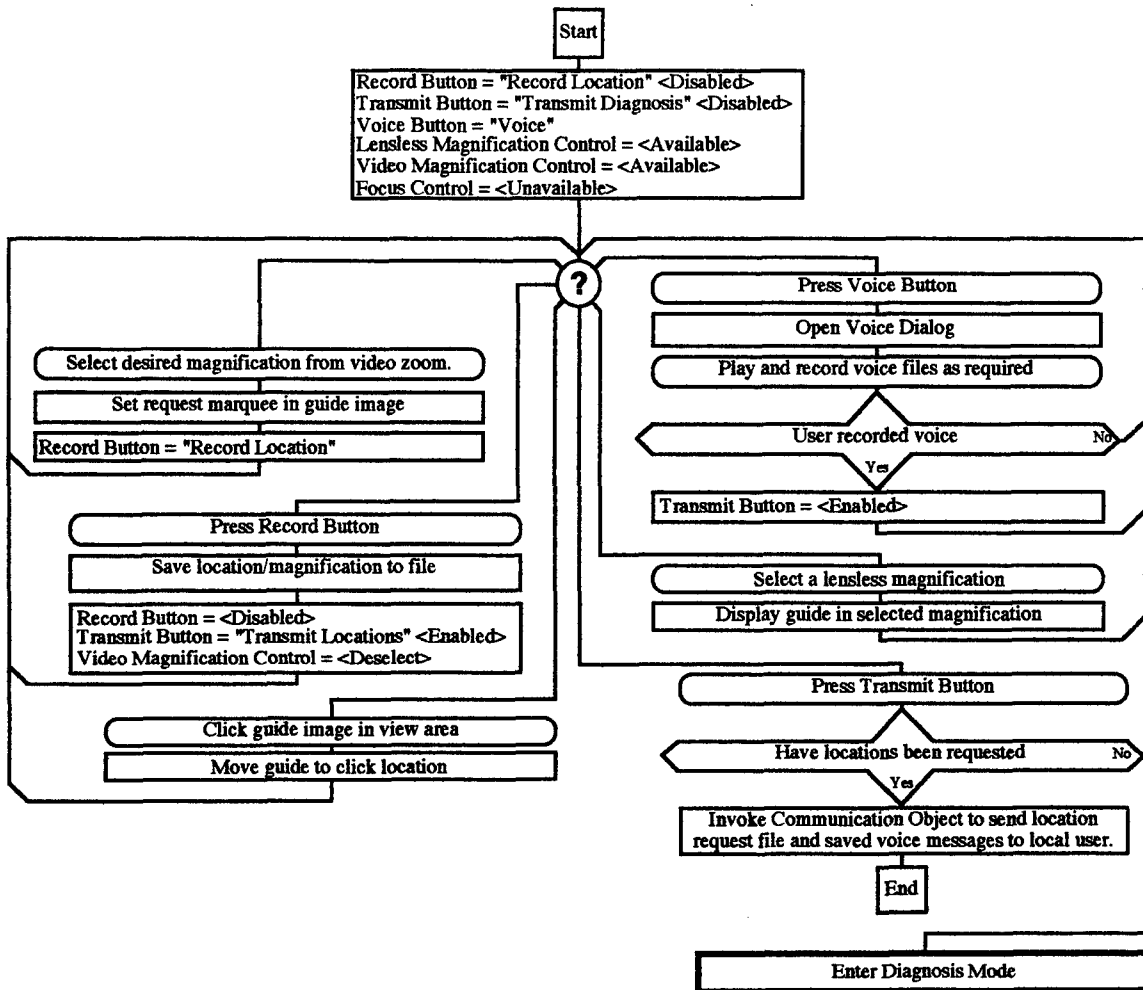 Start
Record Button = "Record Location" <Disabled>
Transmit Button = "Transmit Diagnosis" <Disabled>
Voice Button = "Voice"
Lensless Magnification Control = <Available>
Video Magnification Control = <Available>
Focus Control = <Unavailable>
?
Select desired magnification from video zoom.
Set request marquee in guide image
Record Button = "Record Location"
Press Record Button
Save location/magnification to file
Record Button = <Disabled>
Transmit Button = "Transmit Locations" <Enabled>
Video Magnification Control = <Deselect>
Click guide image in view area
Move guide to click location
Press Voice Button
Open Voice Dialog
Play and record voice files as required
User recorded voice
No
Yes
Transmit Button = <Enabled>
Select a lensless magnification
Display guide in selected magnification
Press Transmit Button
Have locations been requested
No
Yes
Invoke Communication Object to send location
request file and saved voice messages to local user.
End
Enter Diagnosis Mode